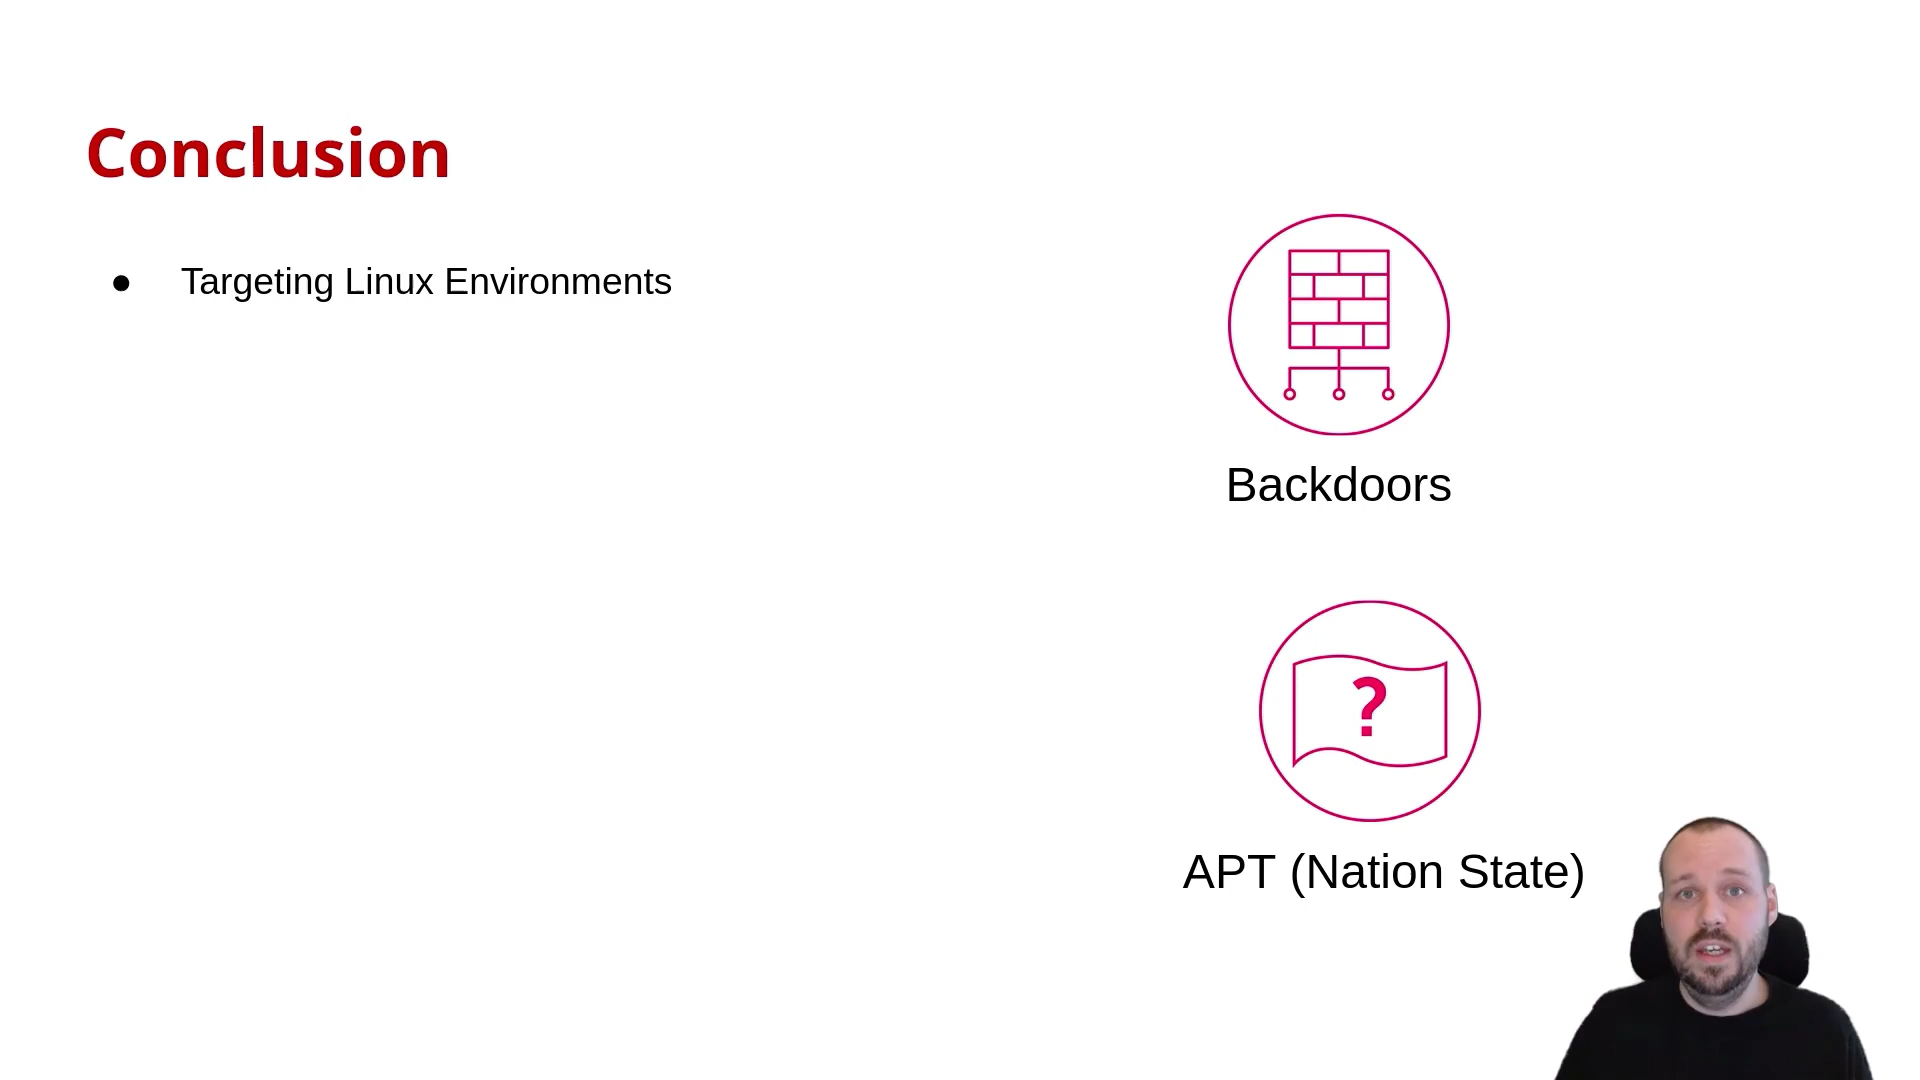 Conclusion
● Targeting Linux Environments
Backdoors
?
APT (Nation State)